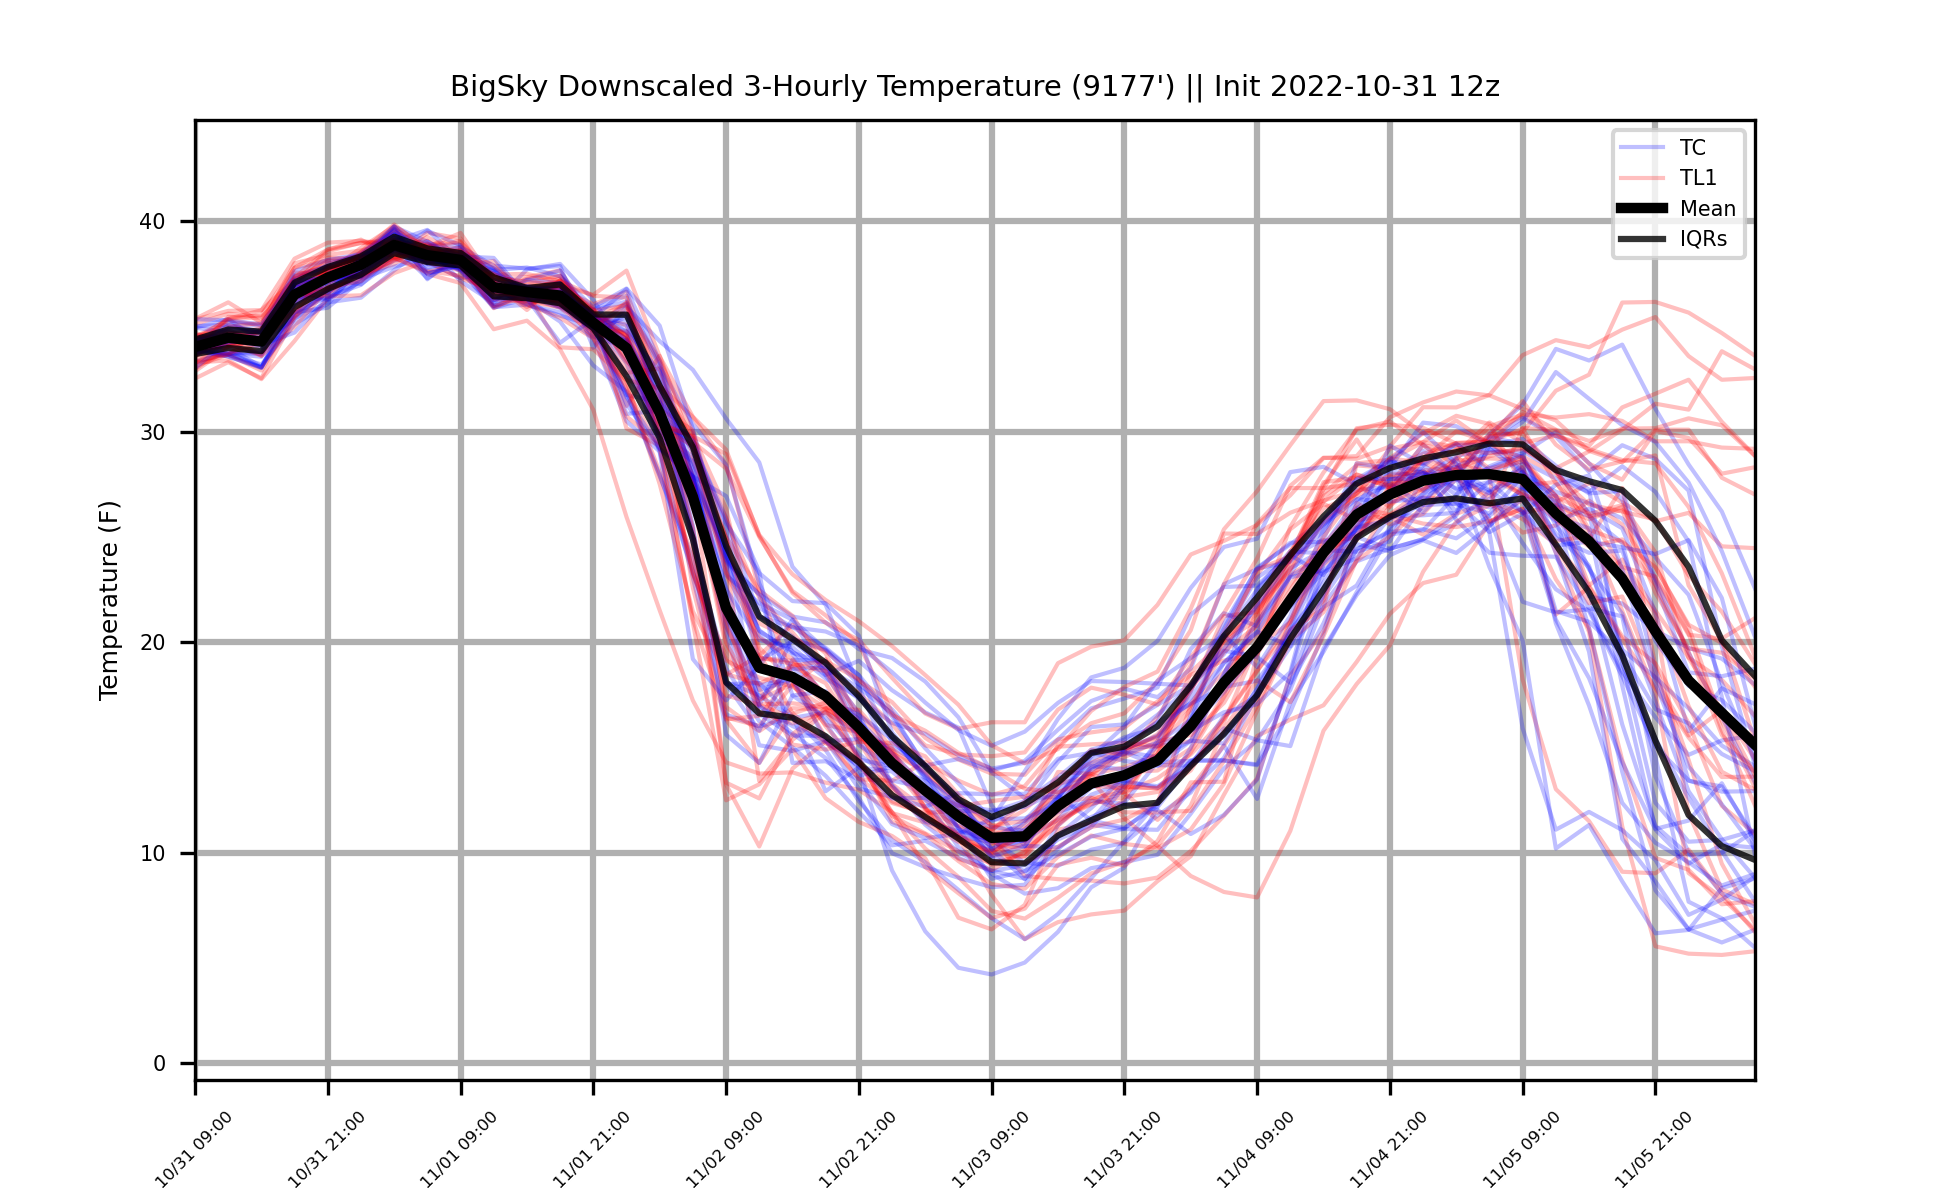 BigSky Downscaled 3-Hourly Temperature (9177') || Init 2022-10-31 12z
TC
TL1
Mean
IQRs
Temperature (F)
40
30
20
10
0
10/31 09:00
10/31 21:00
11/01 09:00
11/01 21:00
11/02 09:00
11/02 21:00
11/03 09:00
11/03 21:00
11/04 09:00
11/04 21:00
11/05 09:00
11/05 21:00